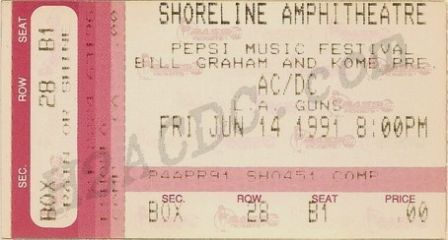 SEAT B1
ROW 28
SEC. BOX
SHORELINE AMPHITHEATRE
PEPSI MUSIC FESTIVAL
BILL GRAHAM AND KOME PRE.
AC/DC
L.A. GUNS
FRI JUN 14 1991 8:00PM
P4APR91 SH0451 COMP
SEC. ROW SEAT PRICE
BOX 28 B1 00